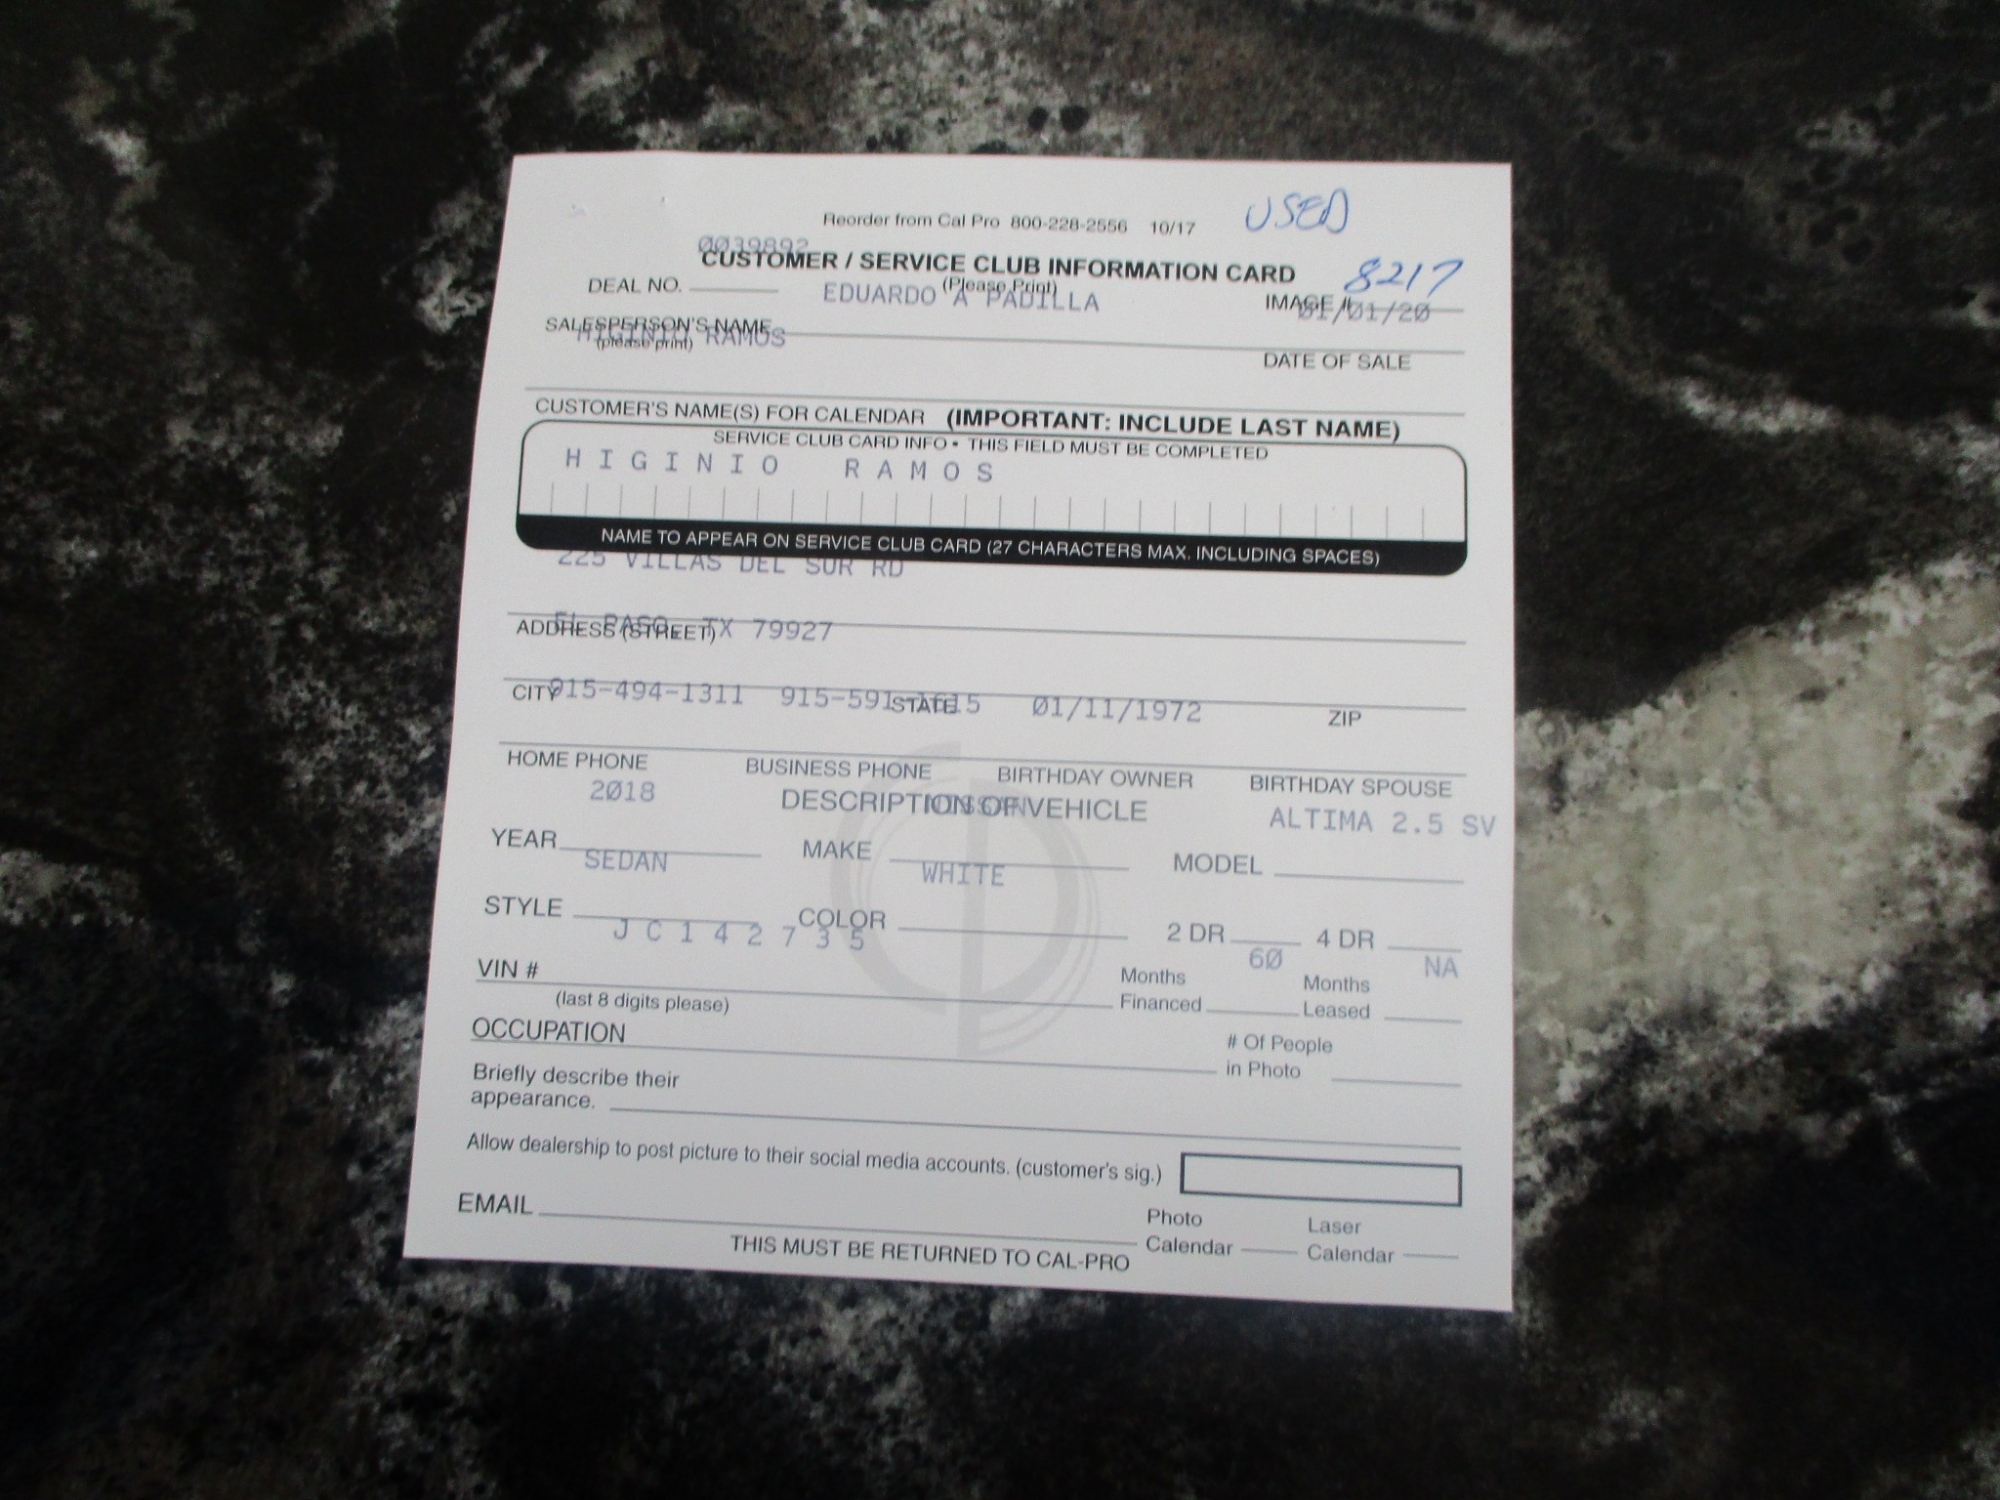 USED
Reorder from Cal Pro 800-228-2556 10/17
0039892
CUSTOMER / SERVICE CLUB INFORMATION CARD
8217
(Please Print)
DEAL NO. EDUARDO A PADILLA IMAGE # 01/01/20
SALESPERSON'S NAME
HIGINIO RAMOS
(please print)
DATE OF SALE
CUSTOMER'S NAME(S) FOR CALENDAR (IMPORTANT: INCLUDE LAST NAME)
SERVICE CLUB CARD INFO • THIS FIELD MUST BE COMPLETED
HIGINIO RAMOS
NAME TO APPEAR ON SERVICE CLUB CARD (27 CHARACTERS MAX. INCLUDING SPACES)
225 VILLAS DEL SUR RD
EL PASO, TX 79927
ADDRESS (STREET)
915-494-1311 01/11/1972
CITY STATE ZIP
HOME PHONE BUSINESS PHONE BIRTHDAY OWNER BIRTHDAY SPOUSE
2018 NISSAN ALTIMA 2.5 SV
DESCRIPTION OF VEHICLE
YEAR MAKE MODEL
SEDAN WHITE
STYLE COLOR 2 DR 4 DR
JC142735 60 NA
VIN # Months Financed Months Leased
(last 8 digits please)
OCCUPATION # Of People in Photo
Briefly describe their
appearance.
Allow dealership to post picture to their social media accounts. (customer's sig.)
EMAIL Photo Calendar Laser Calendar
THIS MUST BE RETURNED TO CAL-PRO